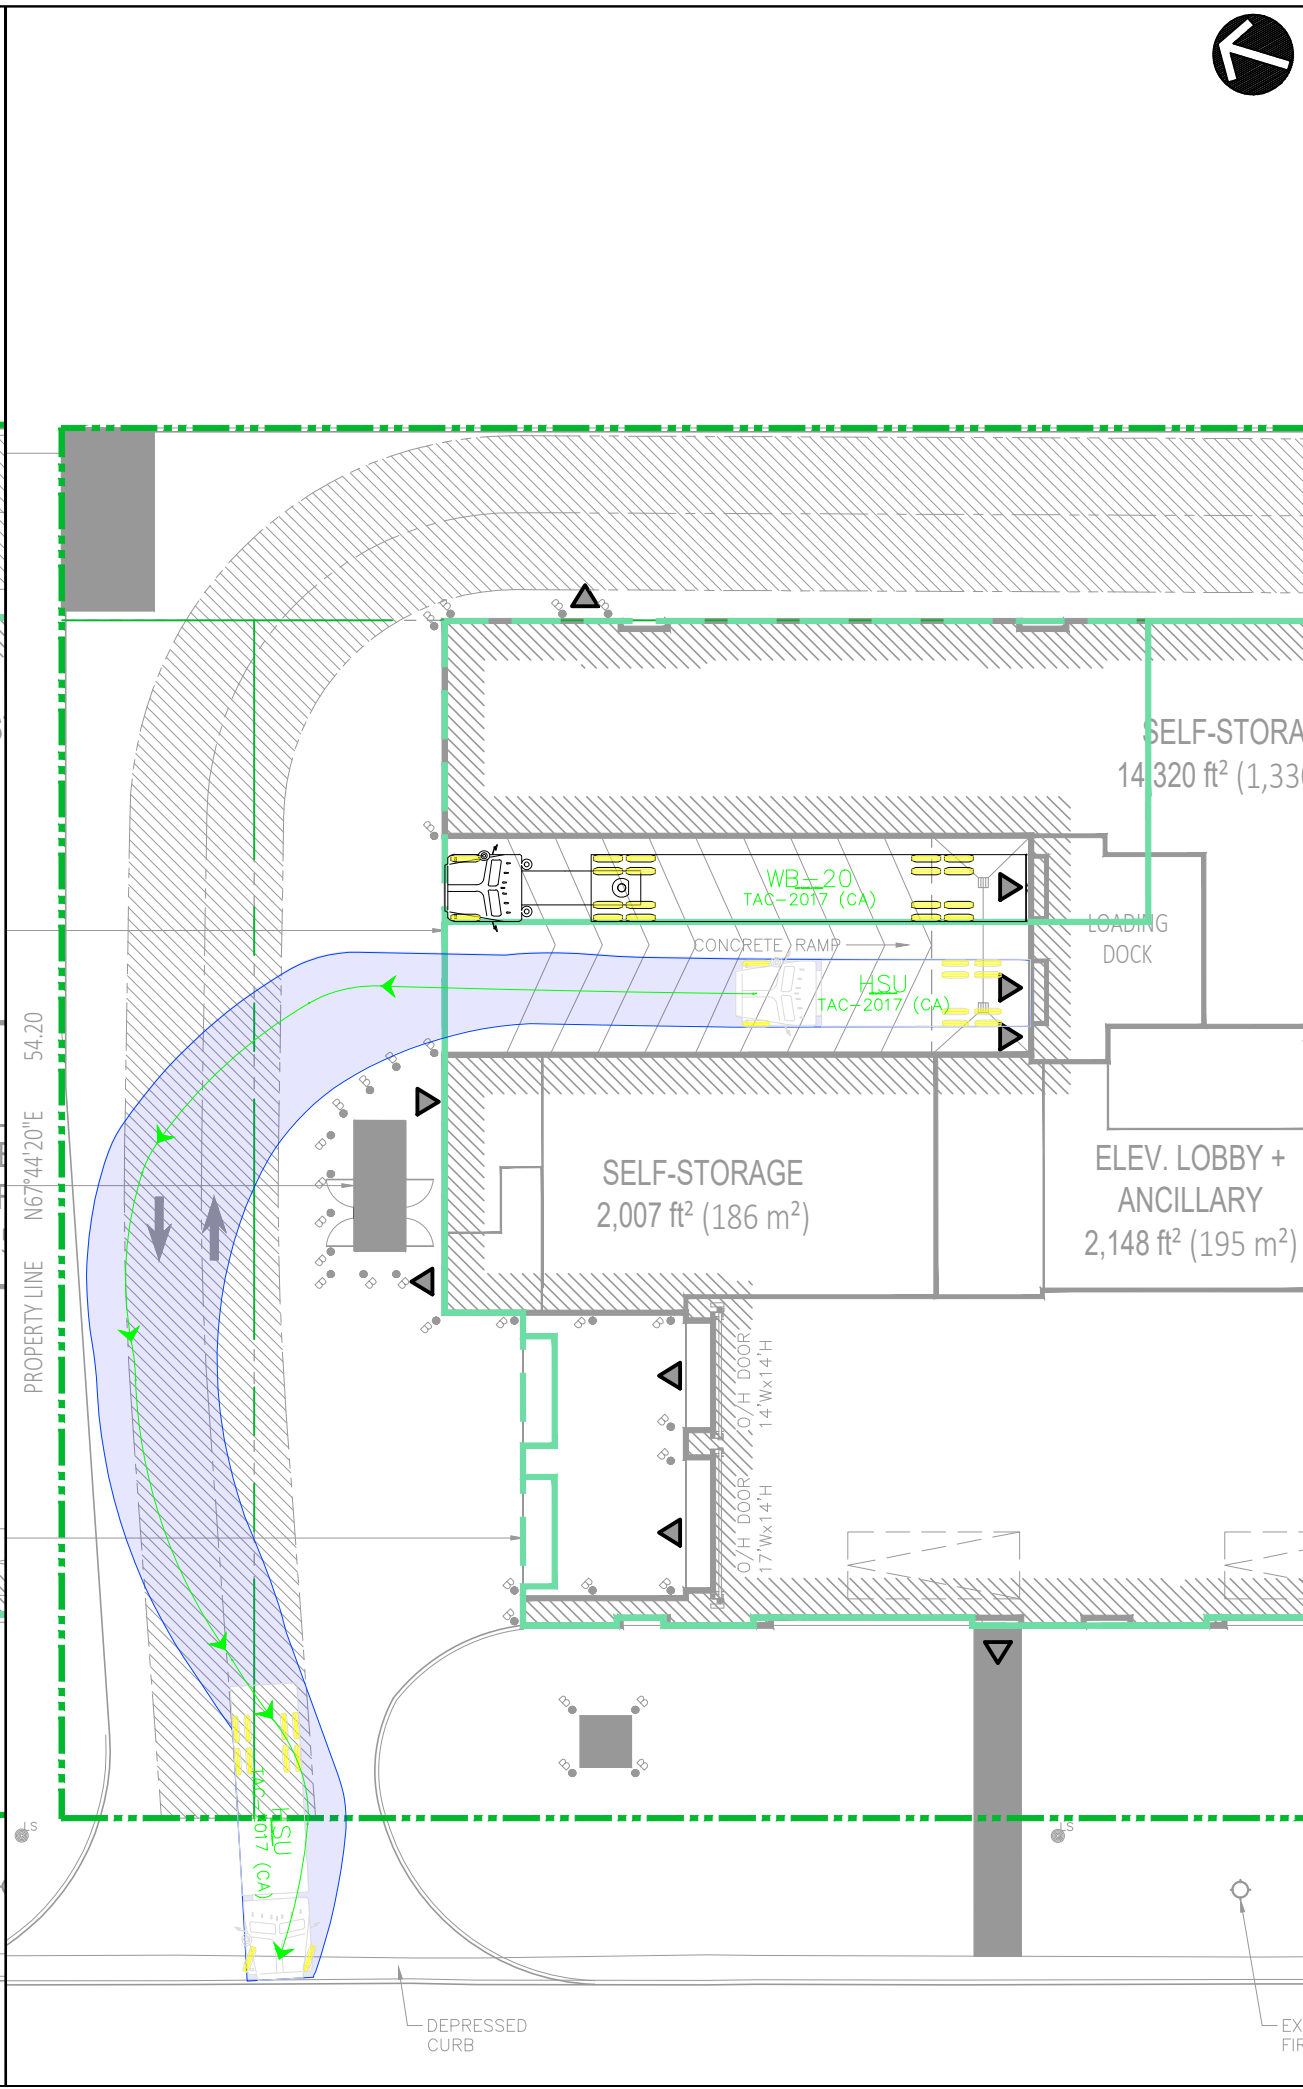 SELF-STORA
14,320 ft² (1,33
WB-20
TAC-2017 (CA)
CONCRETE RAMP
LOADING
DOCK
HSU
TAC-2017 (CA)
PROPERTY LINE N67°44'20"E 54.20
SELF-STORAGE
2,007 ft² (186 m²)
ELEV. LOBBY +
ANCILLARY
2,148 ft² (195 m²)
O/H DOOR
14'Wx14'H
O/H DOOR
17'Wx14'H
HSU
TAC-2017 (CA)
LS
LS
DEPRESSED
CURB
EX
FIR